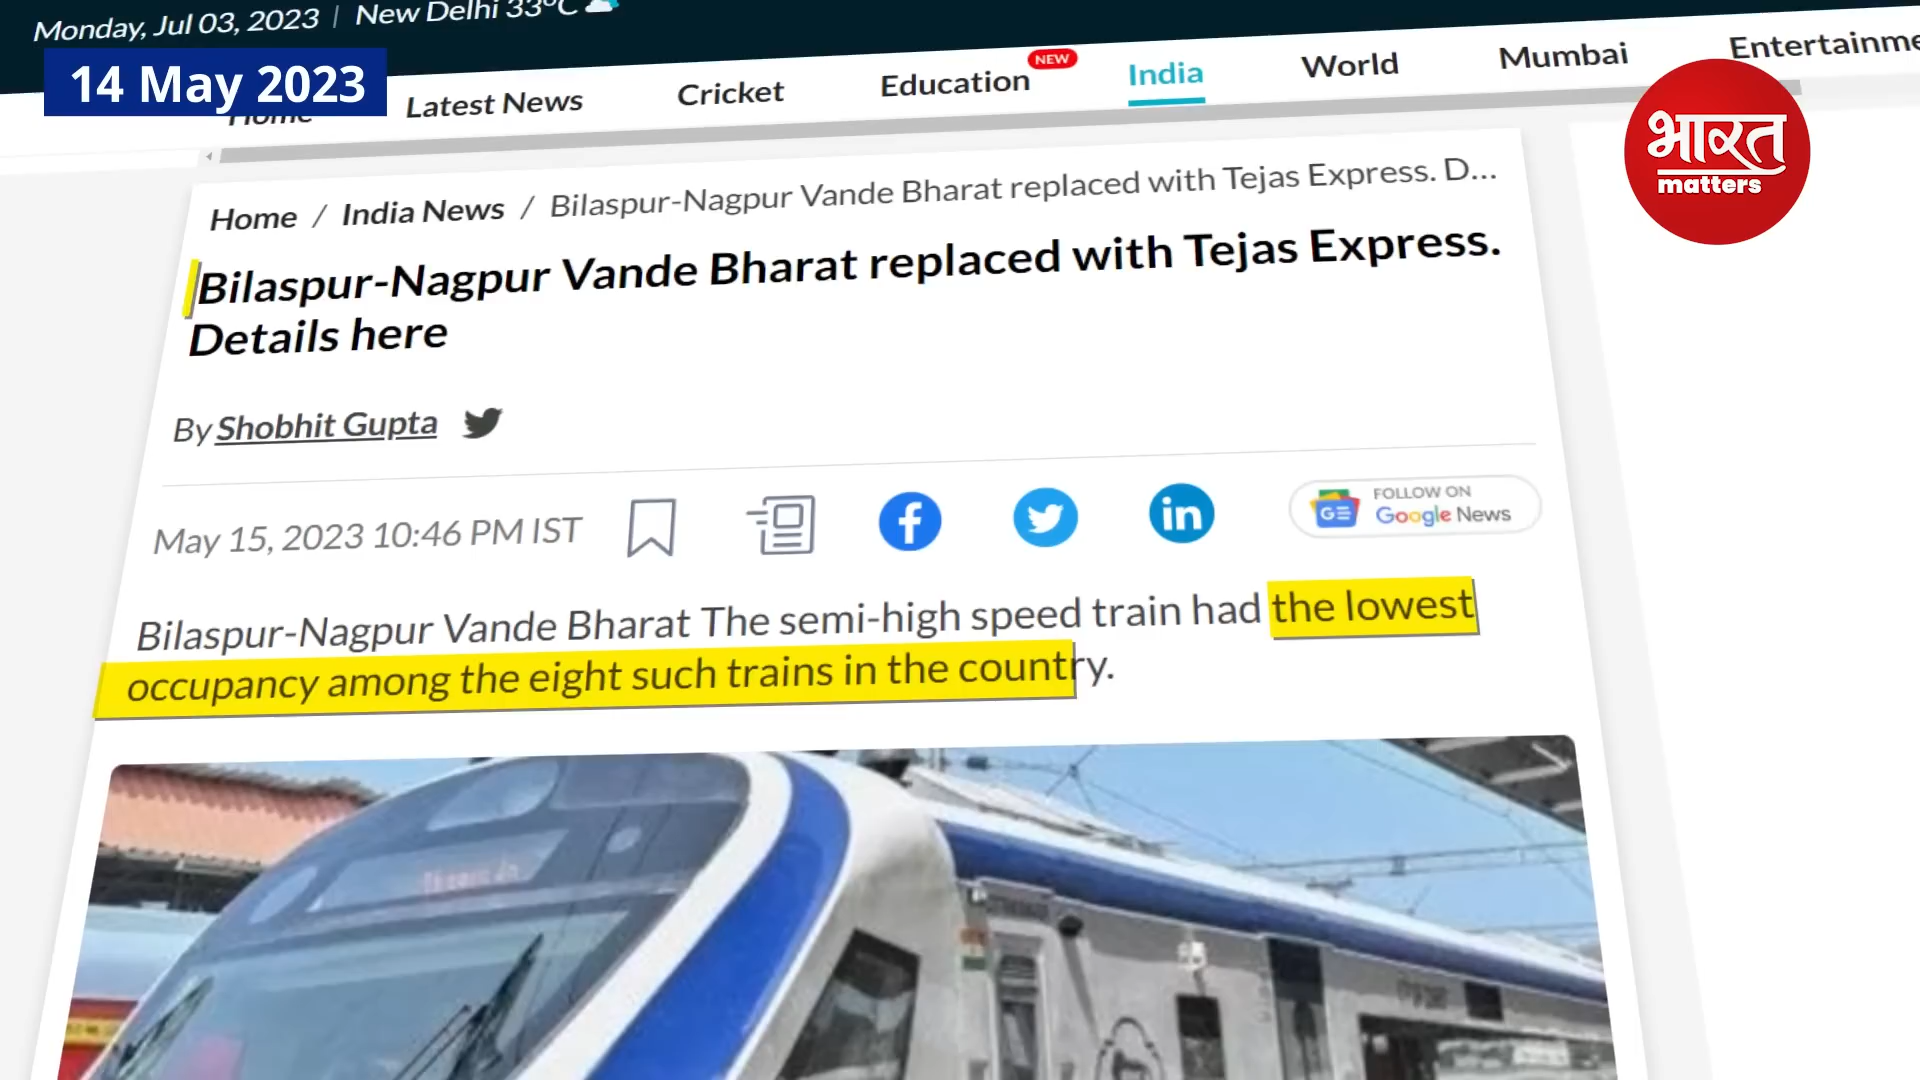 Monday, Jul 03, 2023 | New Delhi 33°C
14 May 2023
Home
Latest News
Cricket
Education
NEW
India
World
Mumbai
भारत
matters
Home / India News / Bilaspur-Nagpur Vande Bharat replaced with Tejas Express. D...
Bilaspur-Nagpur Vande Bharat replaced with Tejas Express.
Details here
By Shobhit Gupta
May 15, 2023 10:46 PM IST
f
in
GE
FOLLOW ON
Google News
Bilaspur-Nagpur Vande Bharat The semi-high speed train had the lowest
occupancy among the eight such trains in the country.